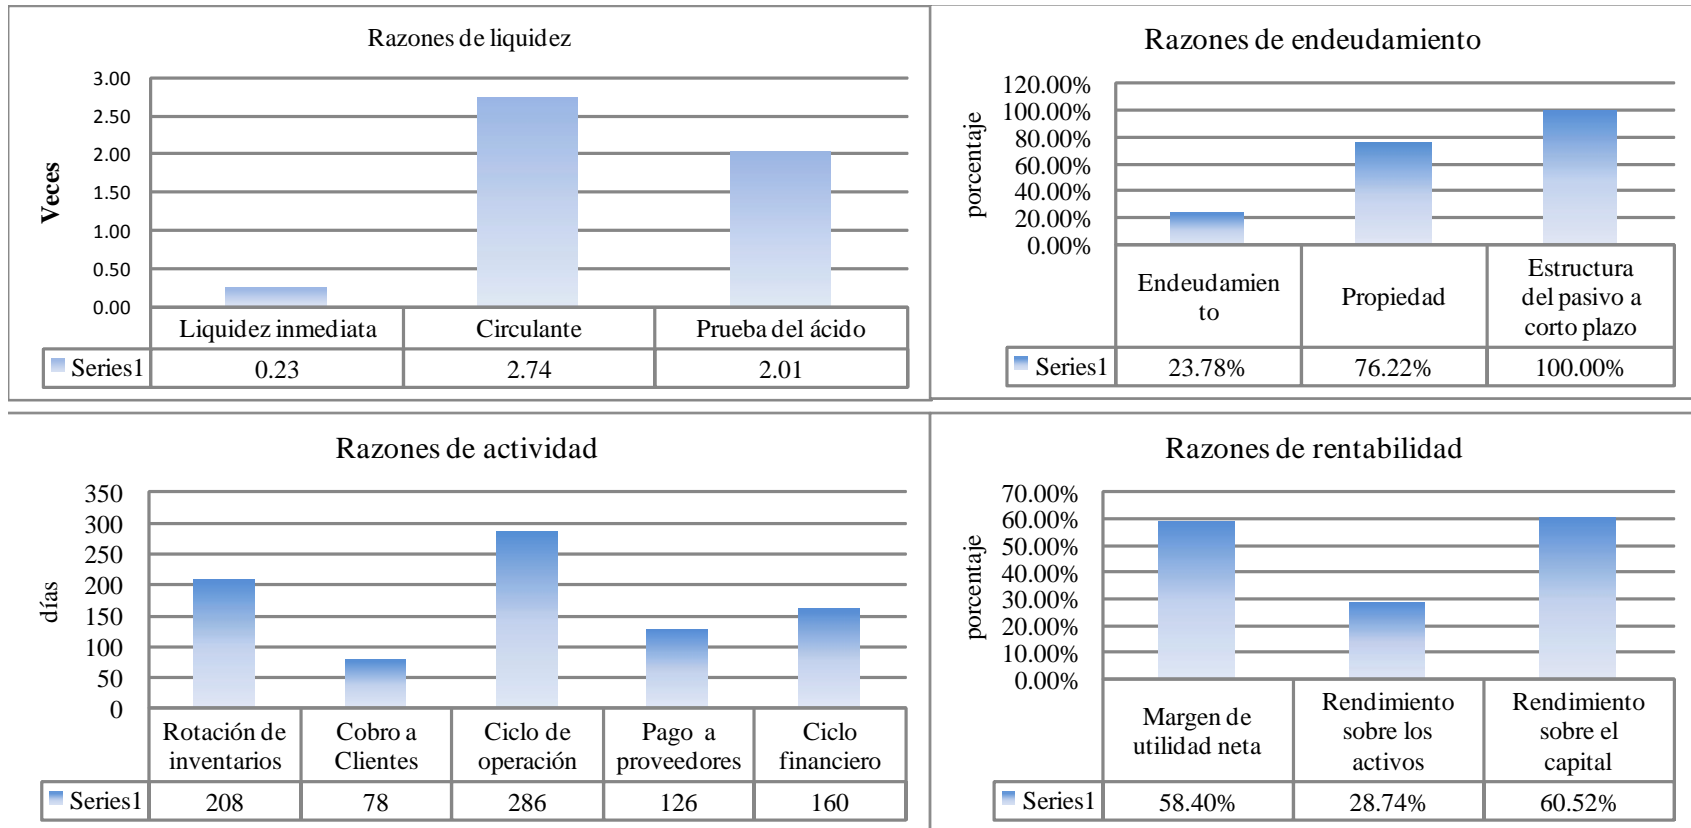 Razones de liquidez
Veces
3.00
2.50
2.00
1.50
1.00
0.50
0.00
Liquidez inmediata Circulante Prueba del ácido
Series1 0.23 2.74 2.01
Razones de endeudamiento
porcentaje
120.00%
100.00%
80.00%
60.00%
40.00%
20.00%
0.00%
Endeudamien
to
Propiedad
Estructura
del pasivo a
corto plazo
Series1 23.78% 76.22% 100.00%
Razones de actividad
días
350
300
250
200
150
100
50
0
Rotación de
inventarios
Cobro a
Clientes
Ciclo de
operación
Pago a
proveedores
Ciclo
financiero
Series1 208 78 286 126 160
Razones de rentabilidad
porcentaje
70.00%
60.00%
50.00%
40.00%
30.00%
20.00%
10.00%
0.00%
Margen de
utilidad neta
Rendimiento
sobre los
activos
Rendimiento
sobre el
capital
Series1 58.40% 28.74% 60.52%